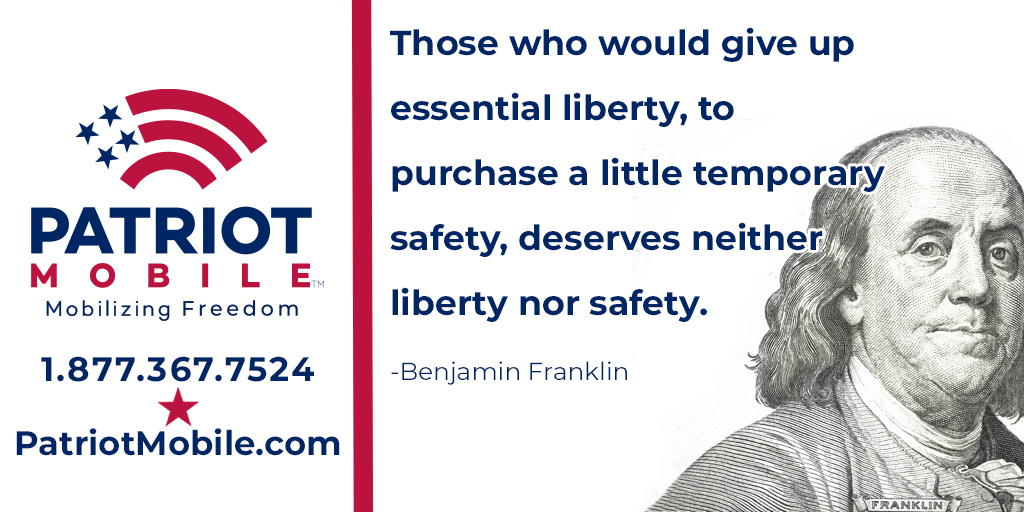 PATRIOT
MOBILE™
Mobilizing Freedom
1.877.367.7524
PatriotMobile.com
Those who would give up
essential liberty, to
purchase a little temporary
safety, deserves neither
liberty nor safety.
-Benjamin Franklin
FRANKLIN